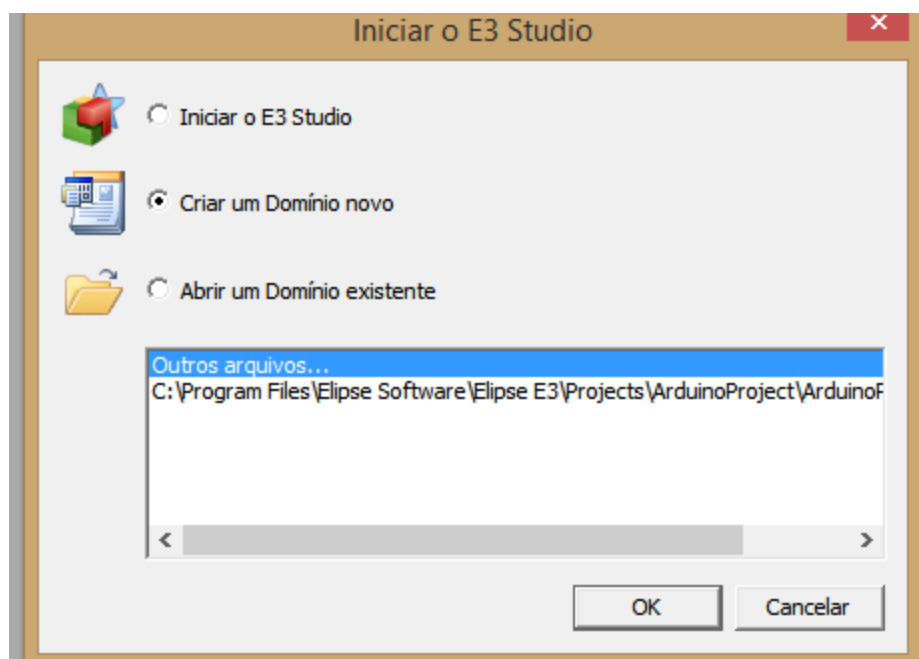 Iniciar o E3 Studio
Iniciar o E3 Studio
Criar um Domínio novo
Abrir um Domínio existente
Outros arquivos...
C:\Program Files\Elipse Software\Elipse E3\Projects\ArduinoProject\ArduinoP
OK
Cancelar